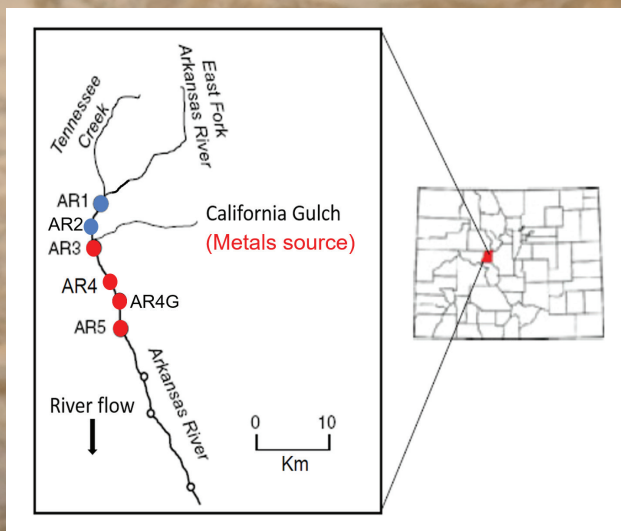 Tennessee
Creek
East Fork
Arkansas River
AR1
AR2
California Gulch
AR3
(Metals source)
AR4
AR4G
AR5
Arkansas River
River flow
0 10
Km